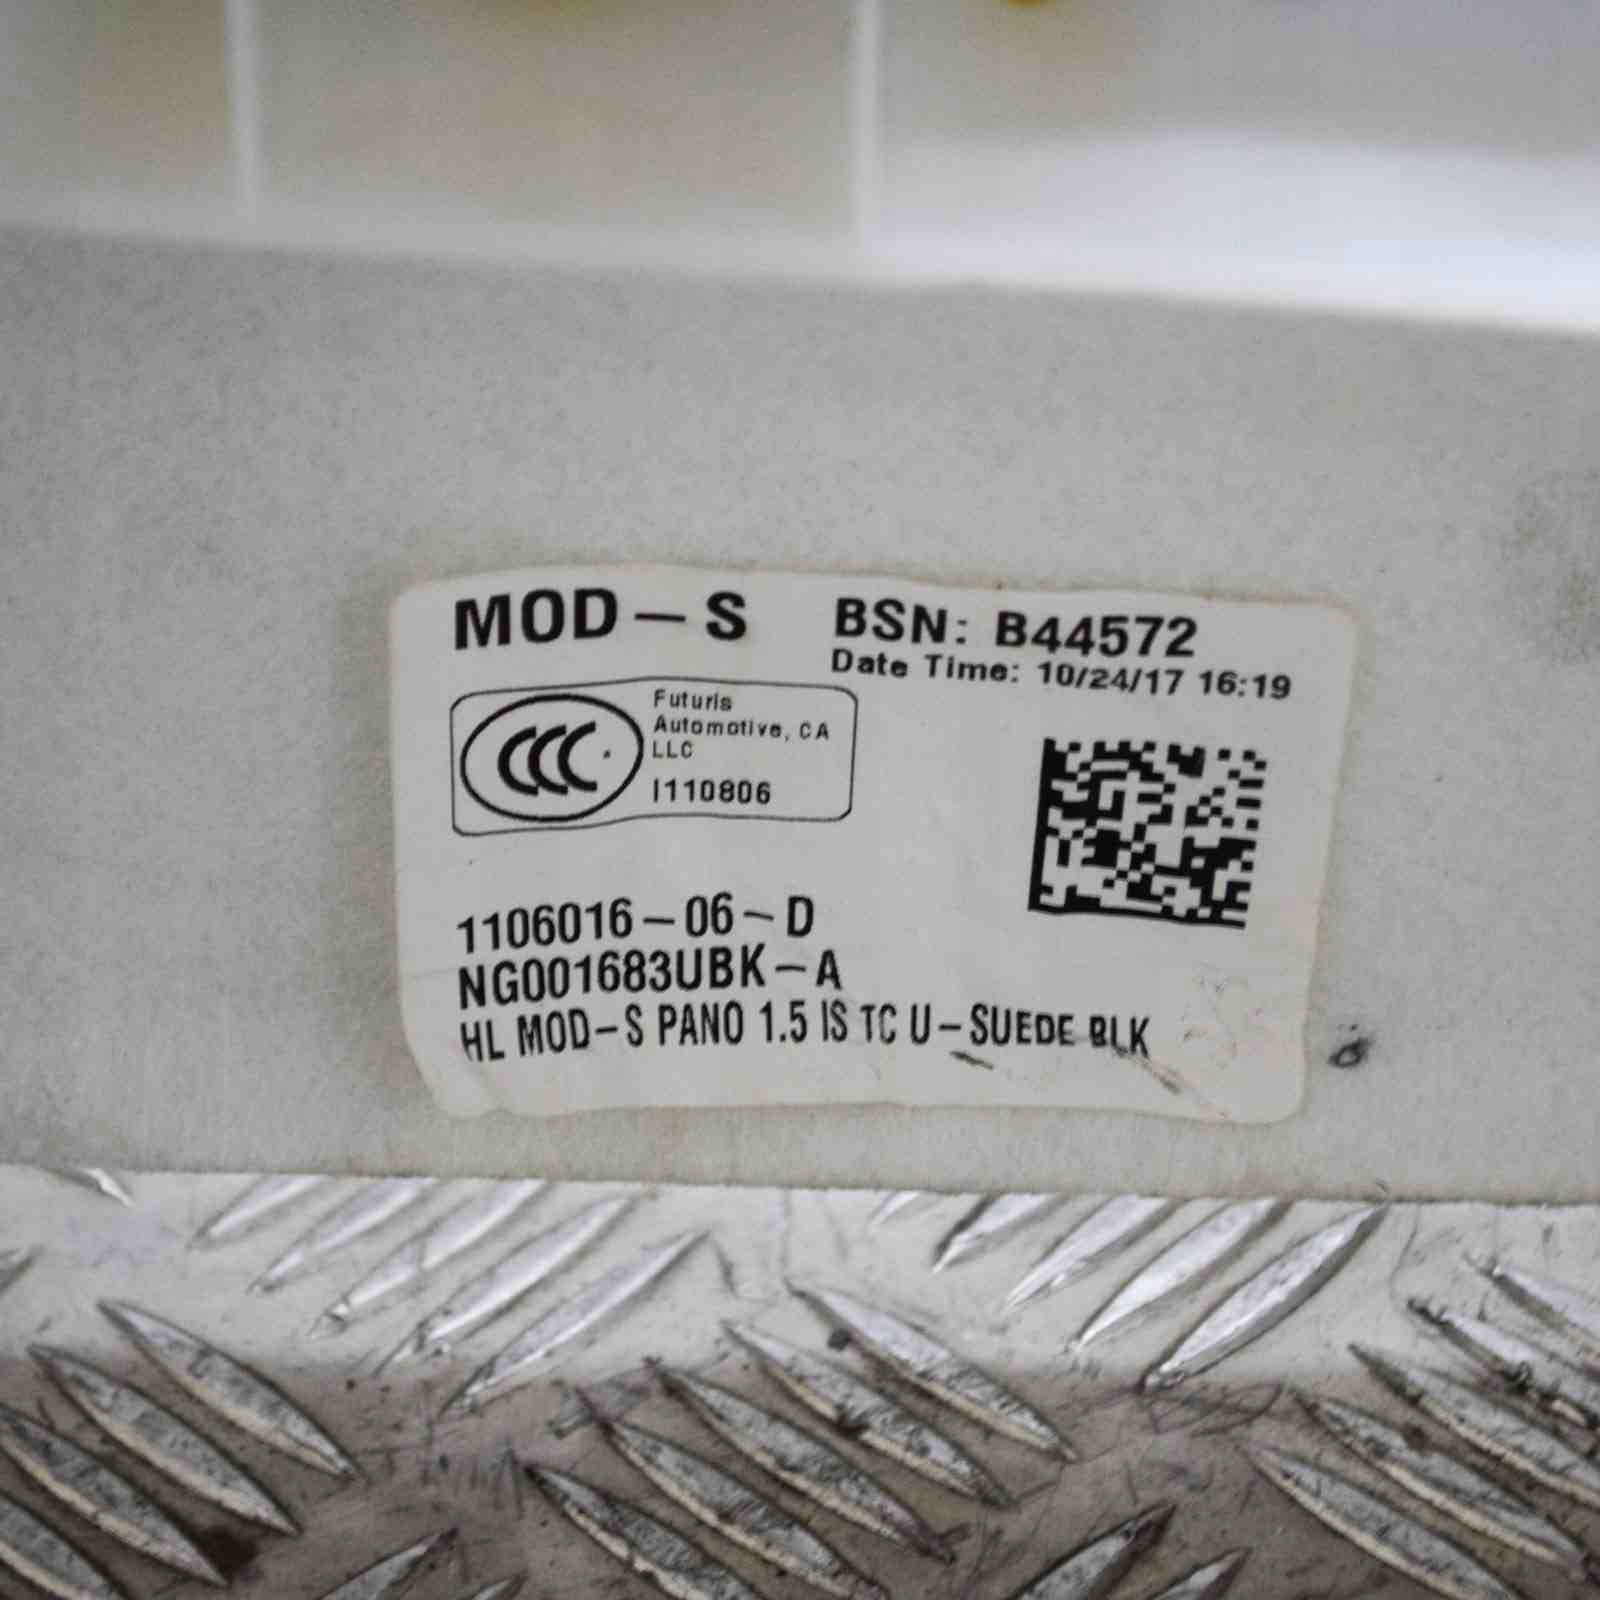 MOD-S
BSN: B44572
Date Time: 10/24/17 16:19
CCC
Futuris
Automotive, CA
LLC
I110806
1106016-06-D
NG001683UBK-A
HL MOD-S PANO 1.5 IS TC U-SUEDE BLK